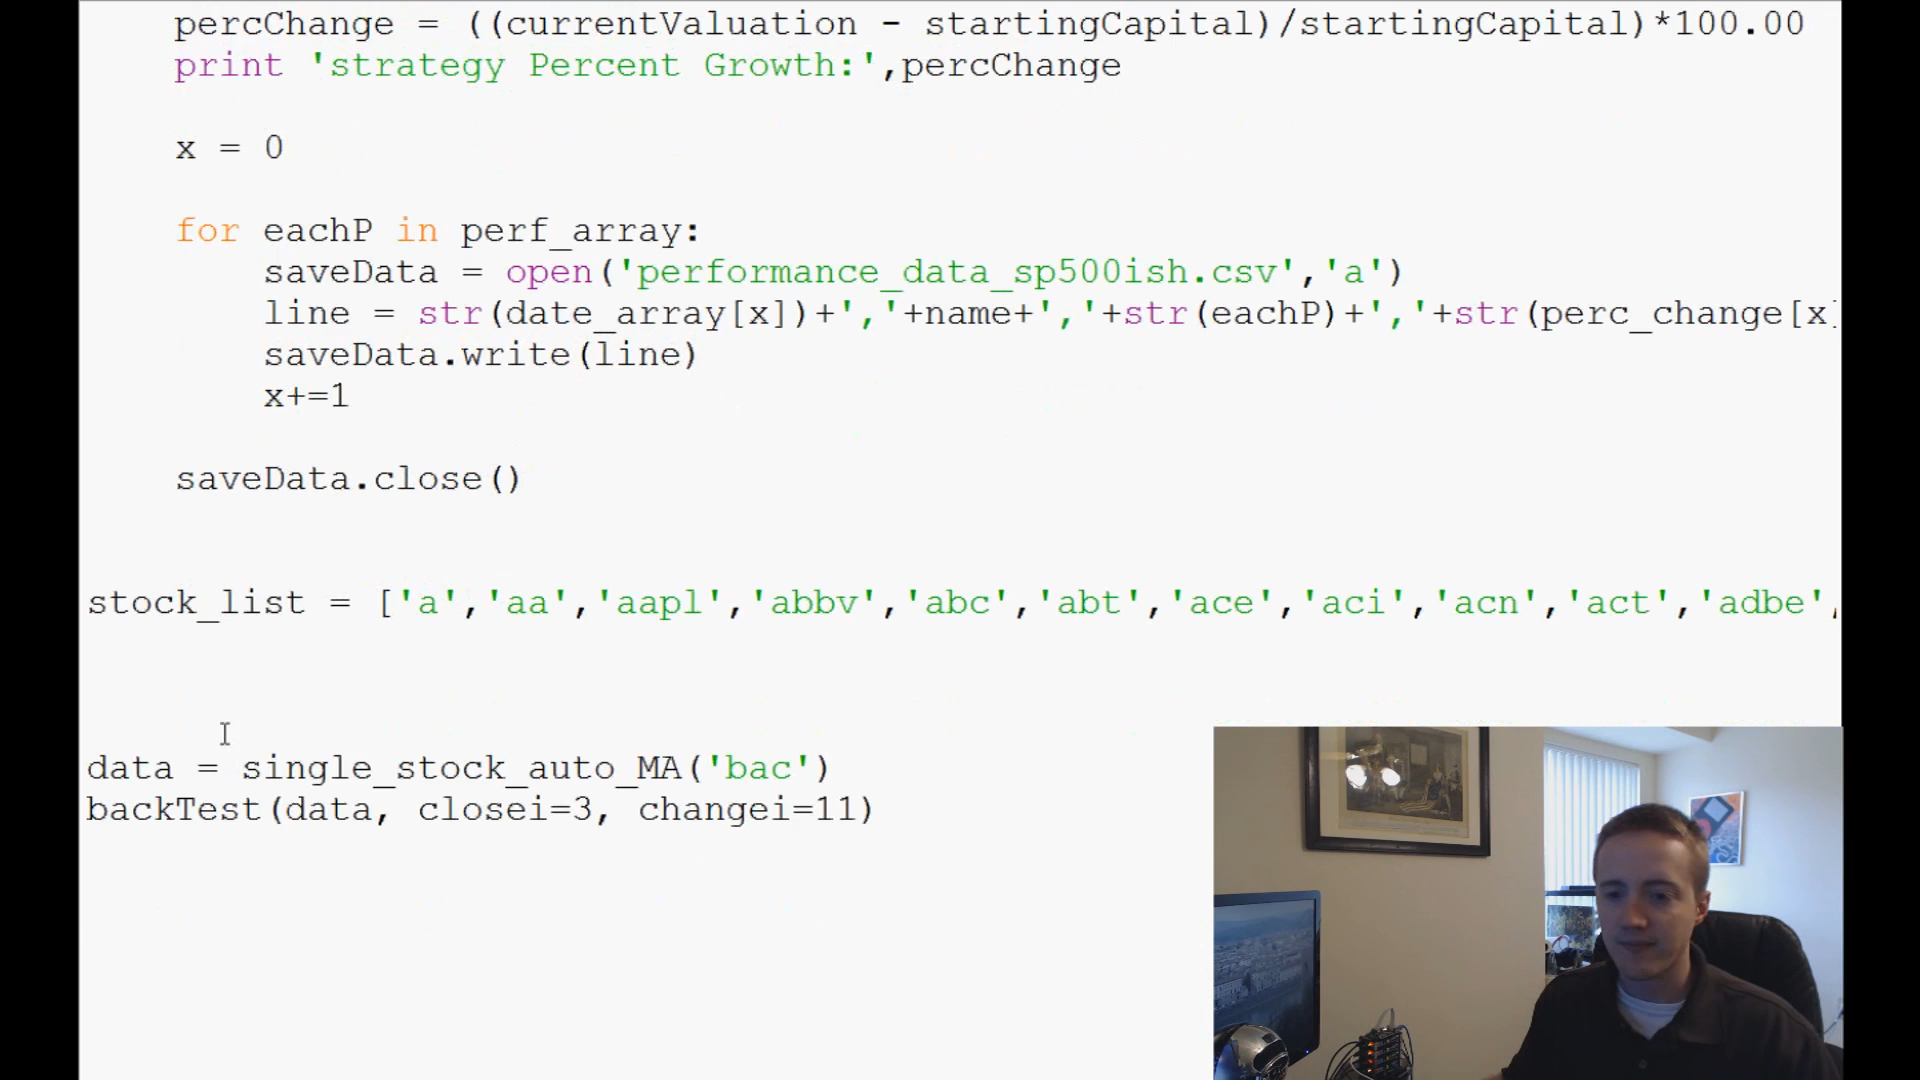 percChange = ((currentValuation - startingCapital)/startingCapital)*100.00
print 'strategy Percent Growth:',percChange
x = 0
for eachP in perf_array:
saveData = open('performance_data_sp500ish.csv','a')
line = str(date_array[x])+','+name+','+str(eachP)+','+str(perc_change[x]
saveData.write(line)
x+=1
saveData.close()
stock_list = ['a','aa','aapl','abbv','abc','abt','ace','aci','acn','act','adbe',
data = single_stock_auto_MA('bac')
backTest(data, closei=3, changei=11)